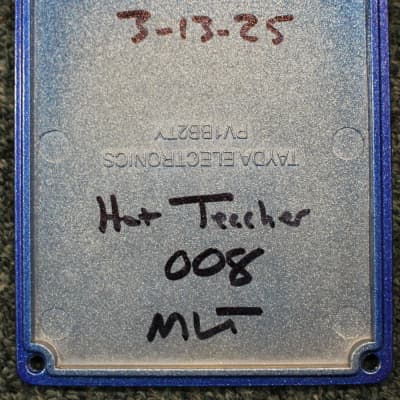 3-13-25
TAYDA ELECTRONICS
PV1BB2TY
Hot Teacher
008
MLT